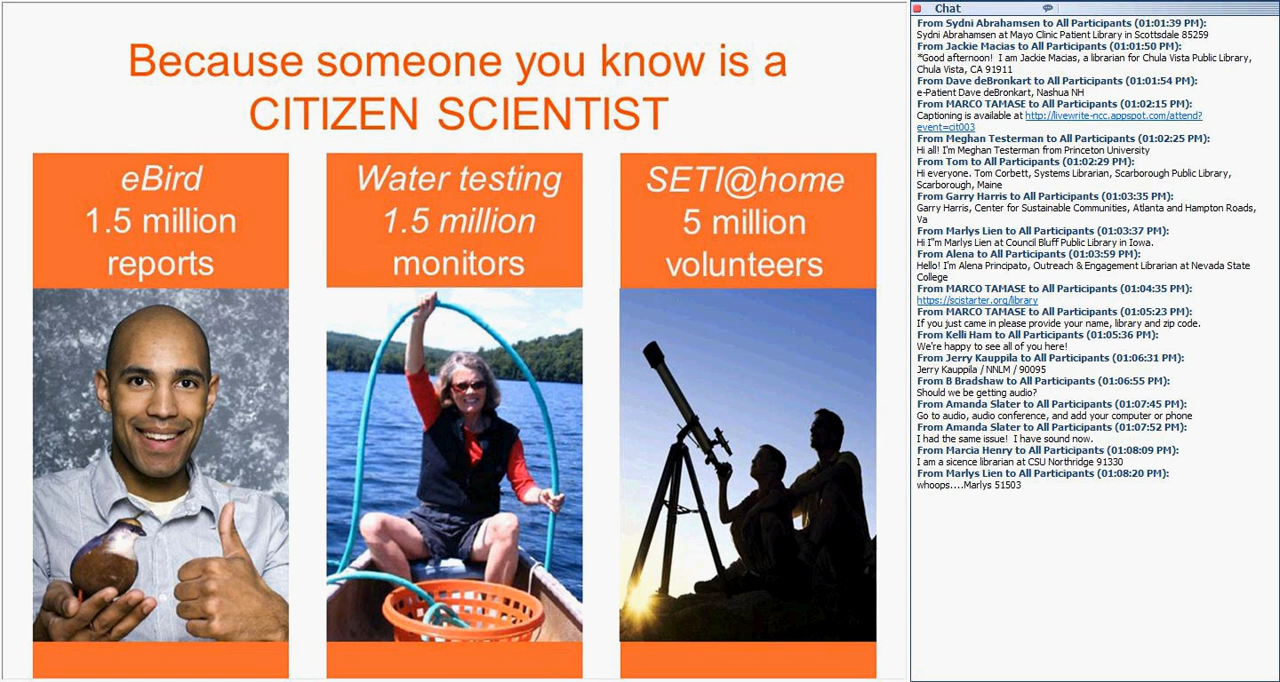 Because someone you know is a
CITIZEN SCIENTIST
eBird
1.5 million
reports
Water testing
1.5 million
monitors
SETI@home
5 million
volunteers
Chat
From Sydni Abrahamsen to All Participants (01:01:39 PM):
Sydni Abrahamsen at Mayo Clinic Patient Library in Scottsdale 85259
From Jackie Macias to All Participants (01:01:50 PM):
*Good afternoon! I am Jackie Macias, a librarian for Chula Vista Public Library,
Chula Vista, CA 91911
From Dave deBronkart to All Participants (01:01:54 PM):
e-Patient Dave deBronkart, Nashua NH
From MARCO TAMASE to All Participants (01:02:15 PM):
Captioning is available at http://livewrite-ncc.appspot.com/attend?
event=cit003
From Meghan Testerman to All Participants (01:02:25 PM):
Hi all! I'm Meghan Testerman from Princeton University
From Tom to All Participants (01:02:29 PM):
Hi everyone. Tom Corbett, Systems Librarian, Scarborough Public Library,
Scarborough, Maine
From Garry Harris to All Participants (01:03:35 PM):
Garry Harris, Center for Sustainable Communities, Atlanta and Hampton Roads,
Va
From Marlys Lien to All Participants (01:03:37 PM):
Hi I"m Marlys Lien at Council Bluff Public Library in Iowa.
From Alena to All Participants (01:03:59 PM):
Hello! I'm Alena Principato, Outreach & Engagement Librarian at Nevada State
College
From MARCO TAMASE to All Participants (01:04:35 PM):
https://scistarter.org/library
From MARCO TAMASE to All Participants (01:05:23 PM):
If you just came in please provide your name, library and zip code.
From Kelli Ham to All Participants (01:05:36 PM):
We're happy to see all of you here!
From Jerry Kauppila to All Participants (01:06:31 PM):
Jerry Kauppila / NNLM / 90095
From B Bradshaw to All Participants (01:06:55 PM):
Should we be getting audio?
From Amanda Slater to All Participants (01:07:45 PM):
Go to audio, audio conference, and add your computer or phone
From Amanda Slater to All Participants (01:07:52 PM):
I had the same issue! I have sound now.
From Marcia Henry to All Participants (01:08:09 PM):
I am a sicence librarian at CSU Northridge 91330
From Marlys Lien to All Participants (01:08:20 PM):
whoops....Marlys 51503